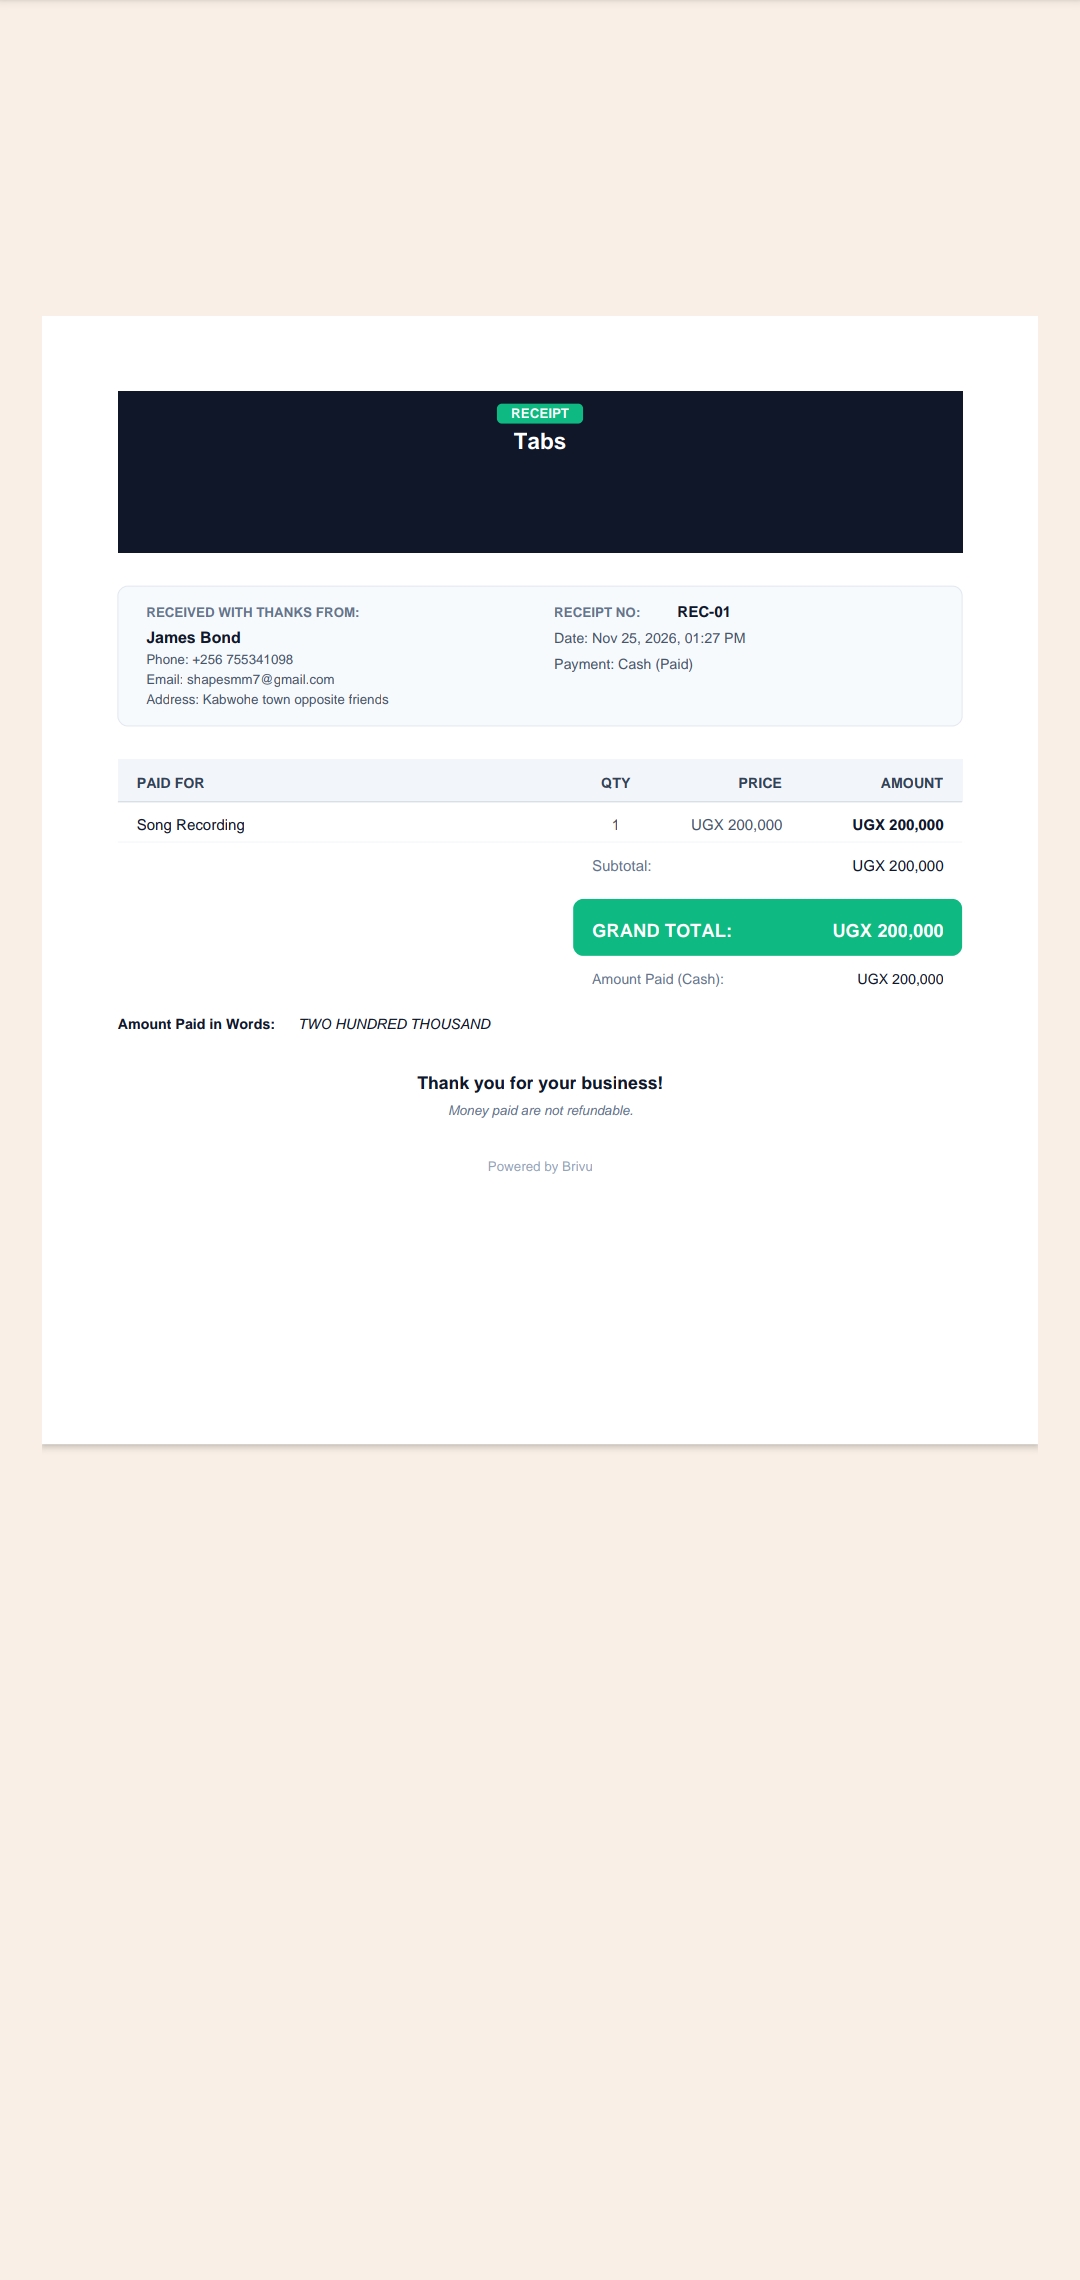 RECEIPT
Tabs
RECEIVED WITH THANKS FROM:
James Bond
Phone: +256 755341098
Email: shapesmm7@gmail.com
Address: Kabwohe town opposite friends
RECEIPT NO: REC-01
Date: Nov 25, 2026, 01:27 PM
Payment: Cash (Paid)
PAID FOR QTY PRICE AMOUNT
Song Recording 1 UGX 200,000 UGX 200,000
Subtotal: UGX 200,000
GRAND TOTAL: UGX 200,000
Amount Paid (Cash): UGX 200,000
Amount Paid in Words: TWO HUNDRED THOUSAND
Thank you for your business!
Money paid are not refundable.
Powered by Brivu